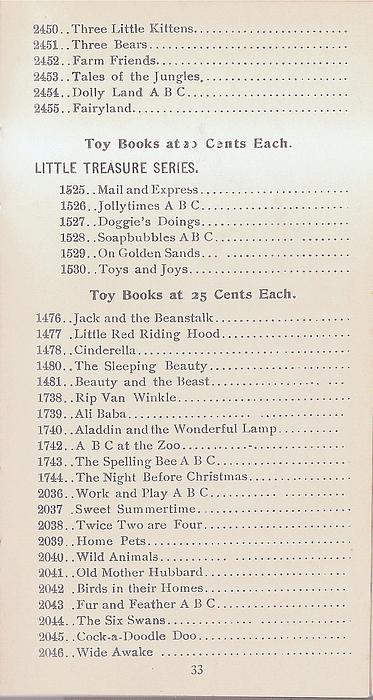 2450..Three Little Kittens............................
2451..Three Bears...................................
2452..Farm Friends..................................
2453..Tales of the Jungles..........................
2454..Dolly Land A B C............................
2455..Fairyland......................................
Toy Books at 20 Cents Each.
LITTLE TREASURE SERIES.
1525..Mail and Express...........................
1526..Jollytimes A B C..........................
1527..Doggie's Doings...........................
1528..Soapbubbles A B C............. ..........
1529..On Golden Sands... .......................
1530..Toys and Joys..............................
Toy Books at 25 Cents Each.
1476..Jack and the Beanstalk.........................
1477 .Little Red Riding Hood........................
1478..Cinderella........................................
1480..The Sleeping Beauty..........................
1481..Beauty and the Beast..................... ...
1738..Rip Van Winkle................................
1739..Ali Baba........................................
1740..Aladdin and the Wonderful Lamp..........
1742..A B C at the Zoo..............................
1743..The Spelling Bee A B C........................
1744..The Night Before Christmas...................
2036..Work and Play A B C............. ............
2037 .Sweet Summertime.............................
2038..Twice Two are Four............................
2039..Home Pets......................................
2040..Wild Animals............. .....................
2041..Old Mother Hubbard..........................
2042 .Birds in their Homes..........................
2043 .Fur and Feather A B C........................
2044..The Six Swans............... .................
2045..Cock-a-Doodle Doo............................
2046..Wide Awake ...................................
33